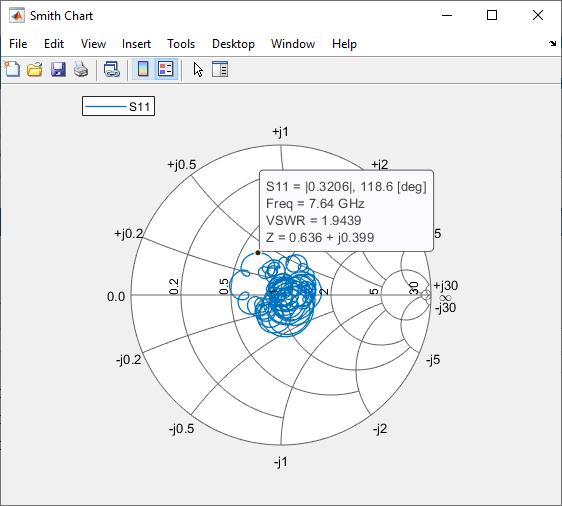 Smith Chart
File Edit View Insert Tools Desktop Window Help
S11
+j1
+j0.5
+j2
S11 = |0.3206|, 118.6 [deg]
Freq = 7.64 GHz
VSWR = 1.9439
Z = 0.636 + j0.399
+j0.2
5
0.2
0.5
1
2
5
30
+j30
0.0
∞
-j30
-j0.2
-j5
-j0.5
-j2
-j1